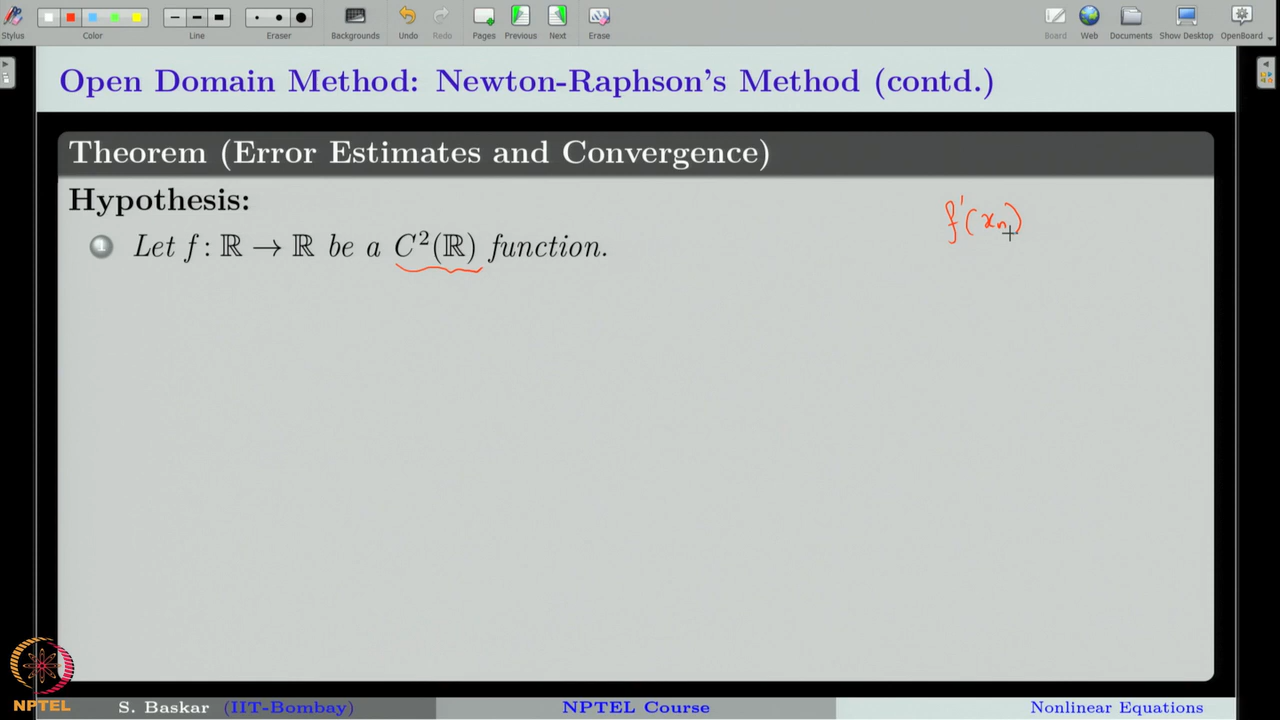 Stylus Color Line Eraser Backgrounds Undo Redo Pages Previous Next Erase Board Web Documents Show Desktop OpenBoard
Open Domain Method: Newton-Raphson's Method (contd.)
Theorem (Error Estimates and Convergence)
Hypothesis:
f'(xₙ)
1 Let f : ℝ → ℝ be a C²(ℝ) function.
NPTEL
S. Baskar (IIT-Bombay) NPTEL Course Nonlinear Equations